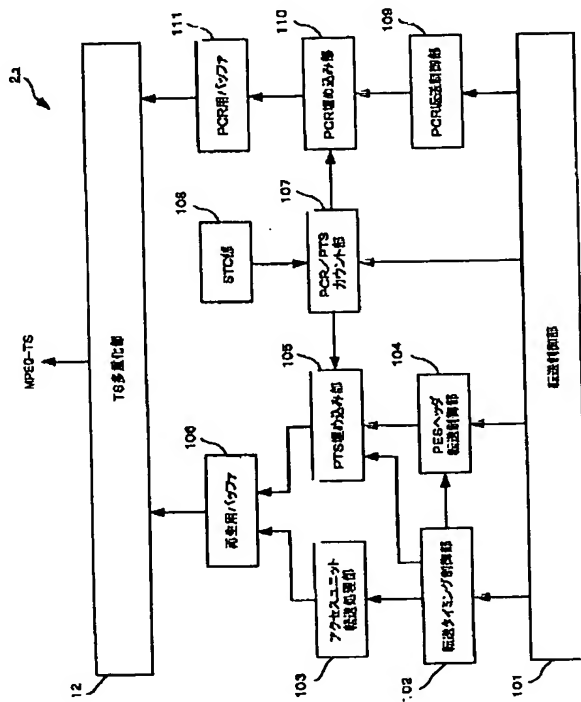 2a
MPEG-TS
12
TS多重化部
106
再生用バッファ
108
STC部
111
PCR用バッファ
105
PTS埋め込み部
107
PCR/PTS
カウント部
110
PCR埋め込み部
103
アクセスユニット
転送処理部
104
PESヘッダ
転送制御部
109
PCR転送制御部
102
転送タイミング制御部
101
転送制御部